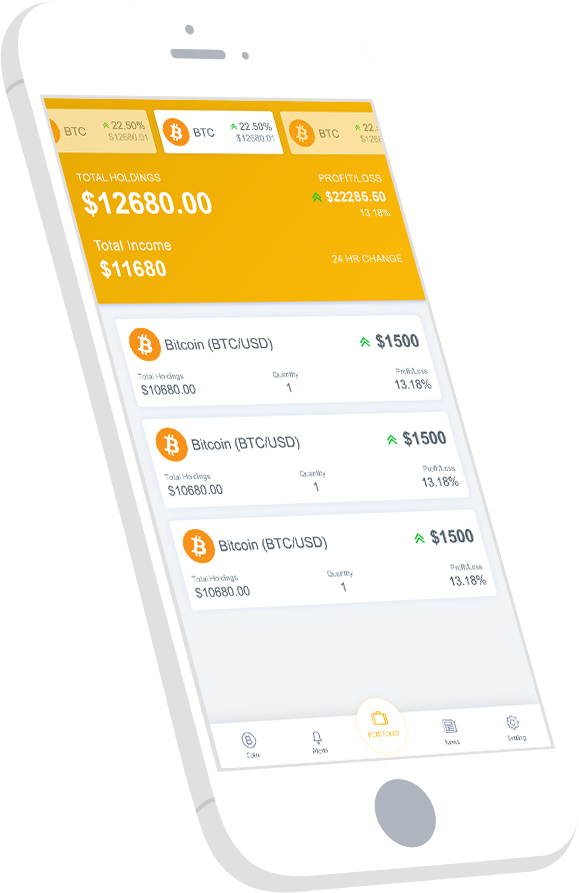 BTC 22.50% $12680.01
BTC 22.50% $12680.01
BTC 22. $1268
TOTAL HOLDINGS PROFIT/LOSS
$12680.00 $22285.50
13.18%
Total Income
$11680 24 HR CHANGE
Bitcoin (BTC/USD) $1500
Total Holdings Quantity Profit/Loss
$10680.00 1 13.18%
Bitcoin (BTC/USD) $1500
Total Holdings Quantity Profit/Loss
$10680.00 1 13.18%
Bitcoin (BTC/USD) $1500
Total Holdings Quantity Profit/Loss
$10680.00 1 13.18%
Coin Alerts PORTFOLIO News Setting